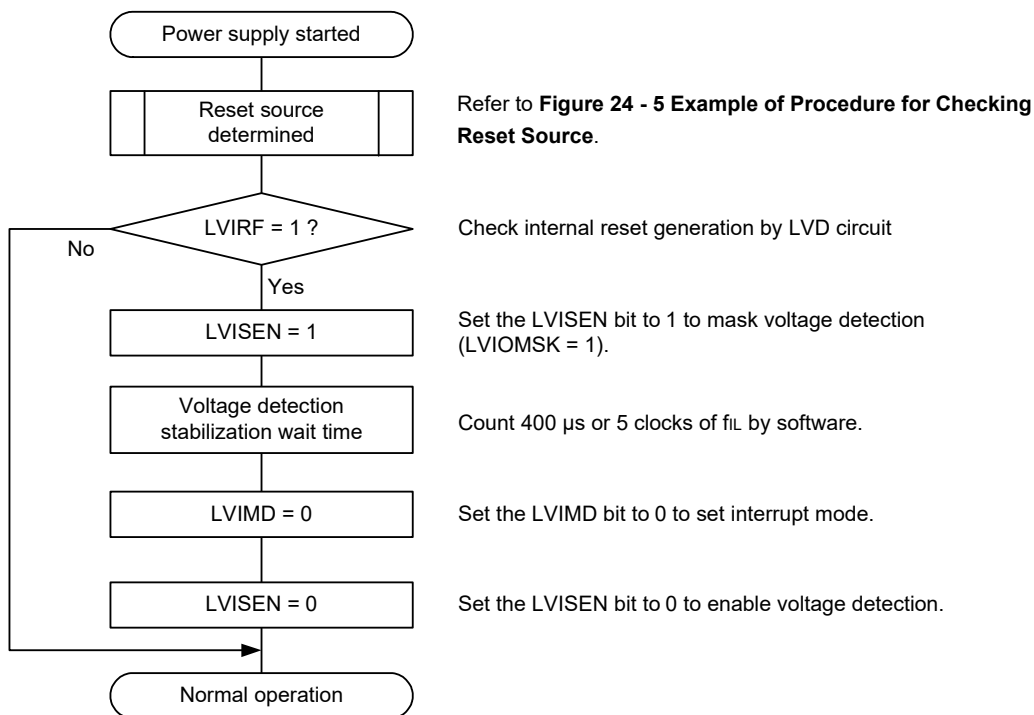 Power supply started
Reset source
determined
Refer to Figure 24 - 5 Example of Procedure for Checking
Reset Source.
LVIRF = 1 ?
Check internal reset generation by LVD circuit
No
Yes
LVISEN = 1
Set the LVISEN bit to 1 to mask voltage detection
(LVIOMSK = 1).
Voltage detection
stabilization wait time
Count 400 µs or 5 clocks of fIL by software.
LVIMD = 0
Set the LVIMD bit to 0 to set interrupt mode.
LVISEN = 0
Set the LVISEN bit to 0 to enable voltage detection.
Normal operation